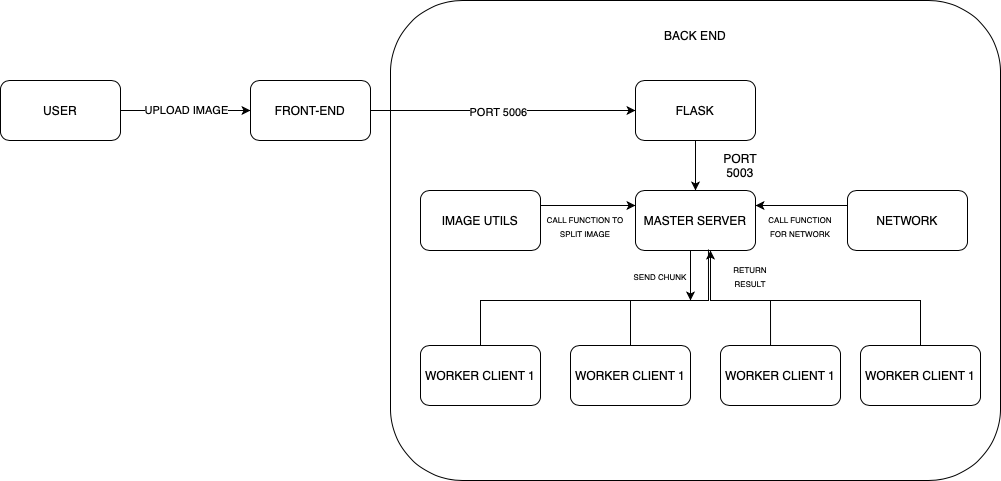 BACK END
USER
UPLOAD IMAGE
FRONT-END
PORT 5006
FLASK
PORT
5003
IMAGE UTILS
CALL FUNCTION TO
SPLIT IMAGE
MASTER SERVER
CALL FUNCTION
FOR NETWORK
NETWORK
SEND CHUNK
RETURN
RESULT
WORKER CLIENT 1
WORKER CLIENT 1
WORKER CLIENT 1
WORKER CLIENT 1